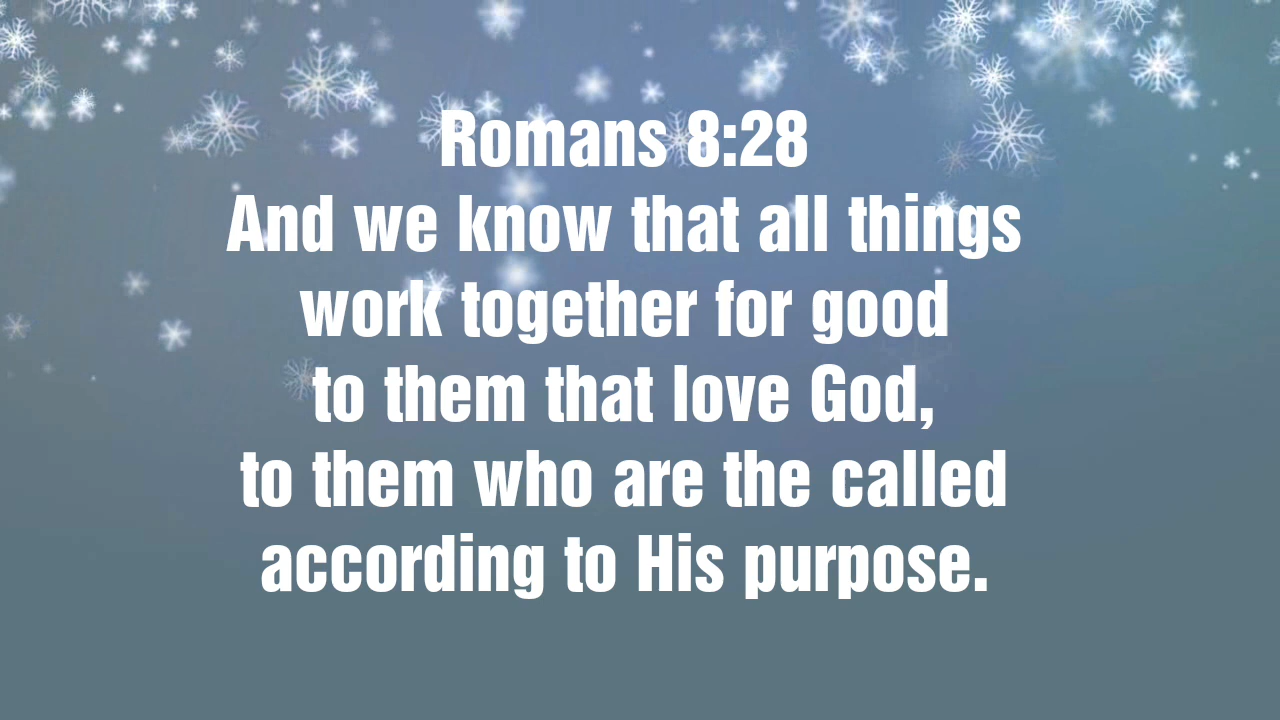 Romans 8:28
And we know that all things
work together for good
to them that love God,
to them who are the called
according to His purpose.